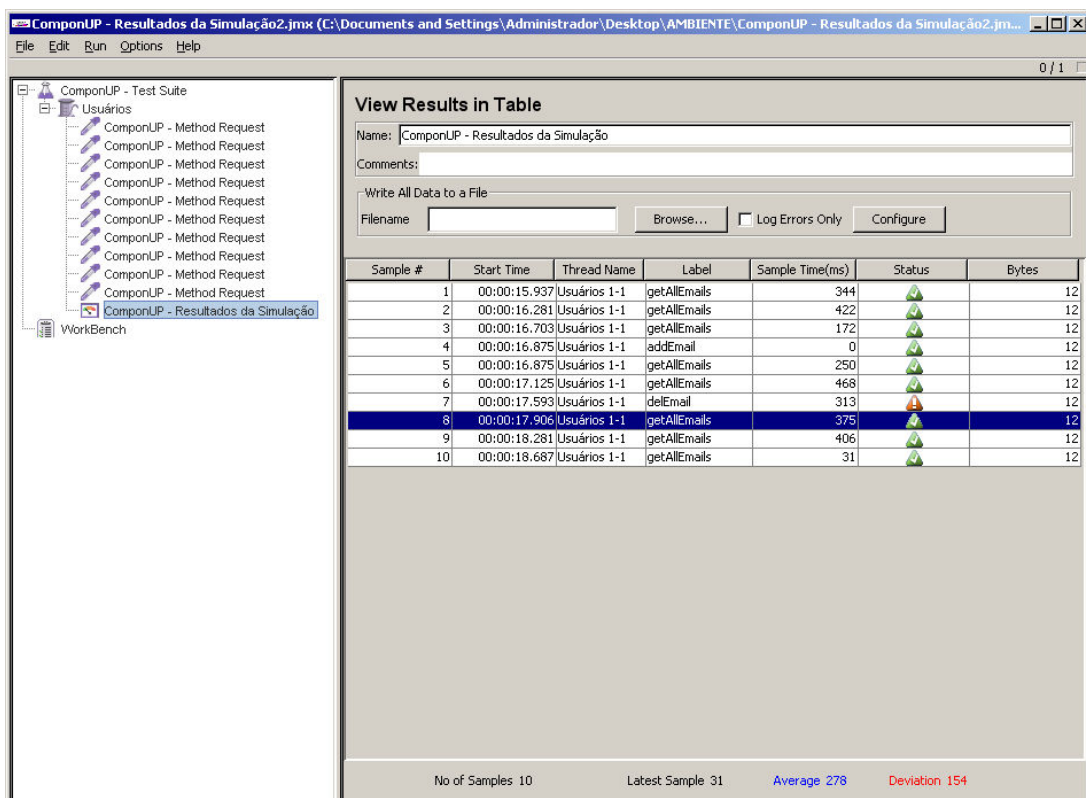 ComponUP - Resultados da Simulação2.jmx (C:\Documents and Settings\Administrador\Desktop\AMBIENTE\ComponUP - Resultados da Simulação2.jm...
File Edit Run Options Help
0 / 1
ComponUP - Test Suite
Usuários
ComponUP - Method Request
ComponUP - Method Request
ComponUP - Method Request
ComponUP - Method Request
ComponUP - Method Request
ComponUP - Method Request
ComponUP - Method Request
ComponUP - Method Request
ComponUP - Method Request
ComponUP - Method Request
ComponUP - Resultados da Simulação
WorkBench
View Results in Table
Name: ComponUP - Resultados da Simulação
Comments:
Write All Data to a File
Filename Browse... Log Errors Only Configure
Sample # Start Time Thread Name Label Sample Time(ms) Status Bytes
1 00:00:15.937 Usuários 1-1 getAllEmails 344 12
2 00:00:16.281 Usuários 1-1 getAllEmails 422 12
3 00:00:16.703 Usuários 1-1 getAllEmails 172 12
4 00:00:16.875 Usuários 1-1 addEmail 0 12
5 00:00:16.875 Usuários 1-1 getAllEmails 250 12
6 00:00:17.125 Usuários 1-1 getAllEmails 468 12
7 00:00:17.593 Usuários 1-1 delEmail 313 12
8 00:00:17.906 Usuários 1-1 getAllEmails 375 12
9 00:00:18.281 Usuários 1-1 getAllEmails 406 12
10 00:00:18.687 Usuários 1-1 getAllEmails 31 12
No of Samples 10 Latest Sample 31 Average 278 Deviation 154